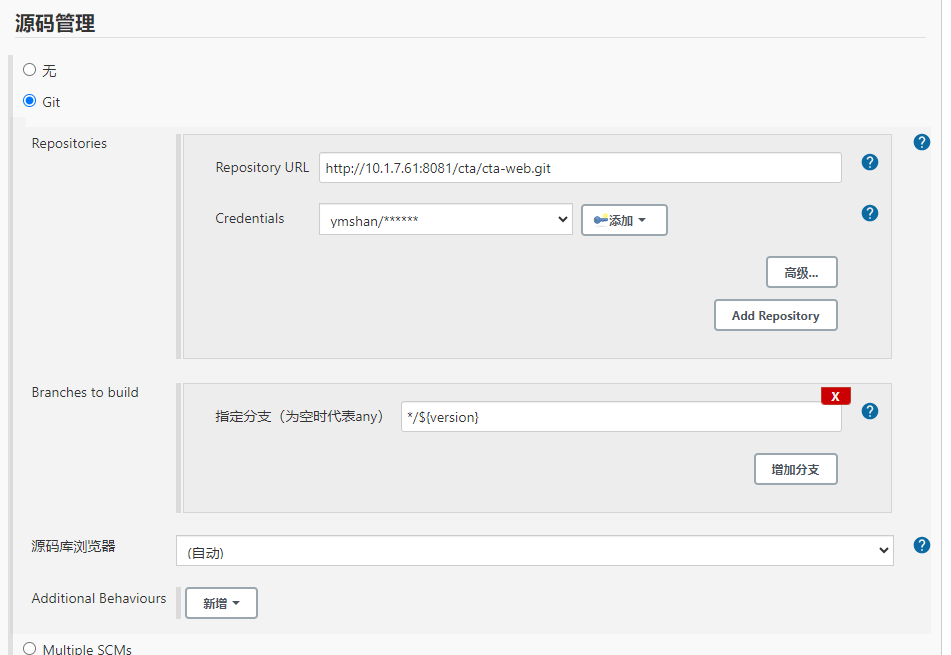 源码管理
无
Git
Repositories
?
Repository URL http://10.1.7.61:8081/cta/cta-web.git ?
Credentials ymshan/****** 添加 ?
高级...
Add Repository
Branches to build
X
指定分支（为空时代表any） */${version} ?
增加分支
源码库浏览器 (自动) ?
Additional Behaviours 新增
Multiple SCMs